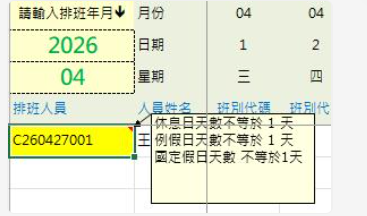 請輸入排班年月🡻 月份 04 04
2026 日期 1 2
04 星期 三 四
排班人員 人員姓名 班別代碼 班別代
C260427001 王
休息日天數不等於 1 天
例假日天數不等於 1 天
國定假日天數 不等於1天